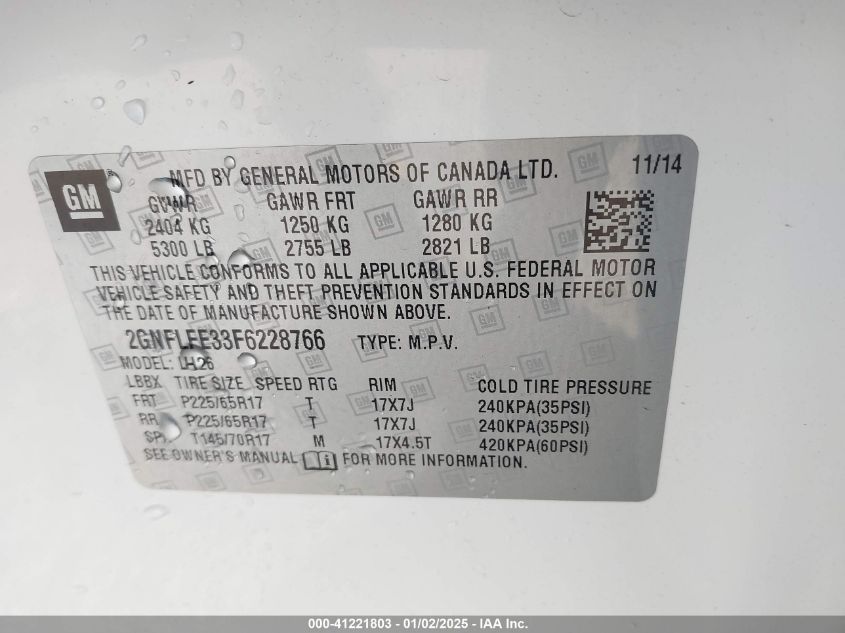 GM
MFD BY GENERAL MOTORS OF CANADA LTD. 11/14
GVWR GAWR FRT GAWR RR
2404 KG 1250 KG 1280 KG
5300 LB 2755 LB 2821 LB
THIS VEHICLE CONFORMS TO ALL APPLICABLE U.S. FEDERAL MOTOR
VEHICLE SAFETY AND THEFT PREVENTION STANDARDS IN EFFECT ON
THE DATE OF MANUFACTURE SHOWN ABOVE.
2GNFLFE33F6228766 TYPE: M.P.V.
MODEL: LH26
LBBX TIRE SIZE SPEED RTG RIM COLD TIRE PRESSURE
FRT P225/65R17 T 17X7J 240KPA(35PSI)
RR P225/65R17 T 17X7J 240KPA(35PSI)
SP T145/70R17 M 17X4.5T 420KPA(60PSI)
SEE OWNER'S MANUAL FOR MORE INFORMATION.
000-41221803 - 01/02/2025 - IAA Inc.